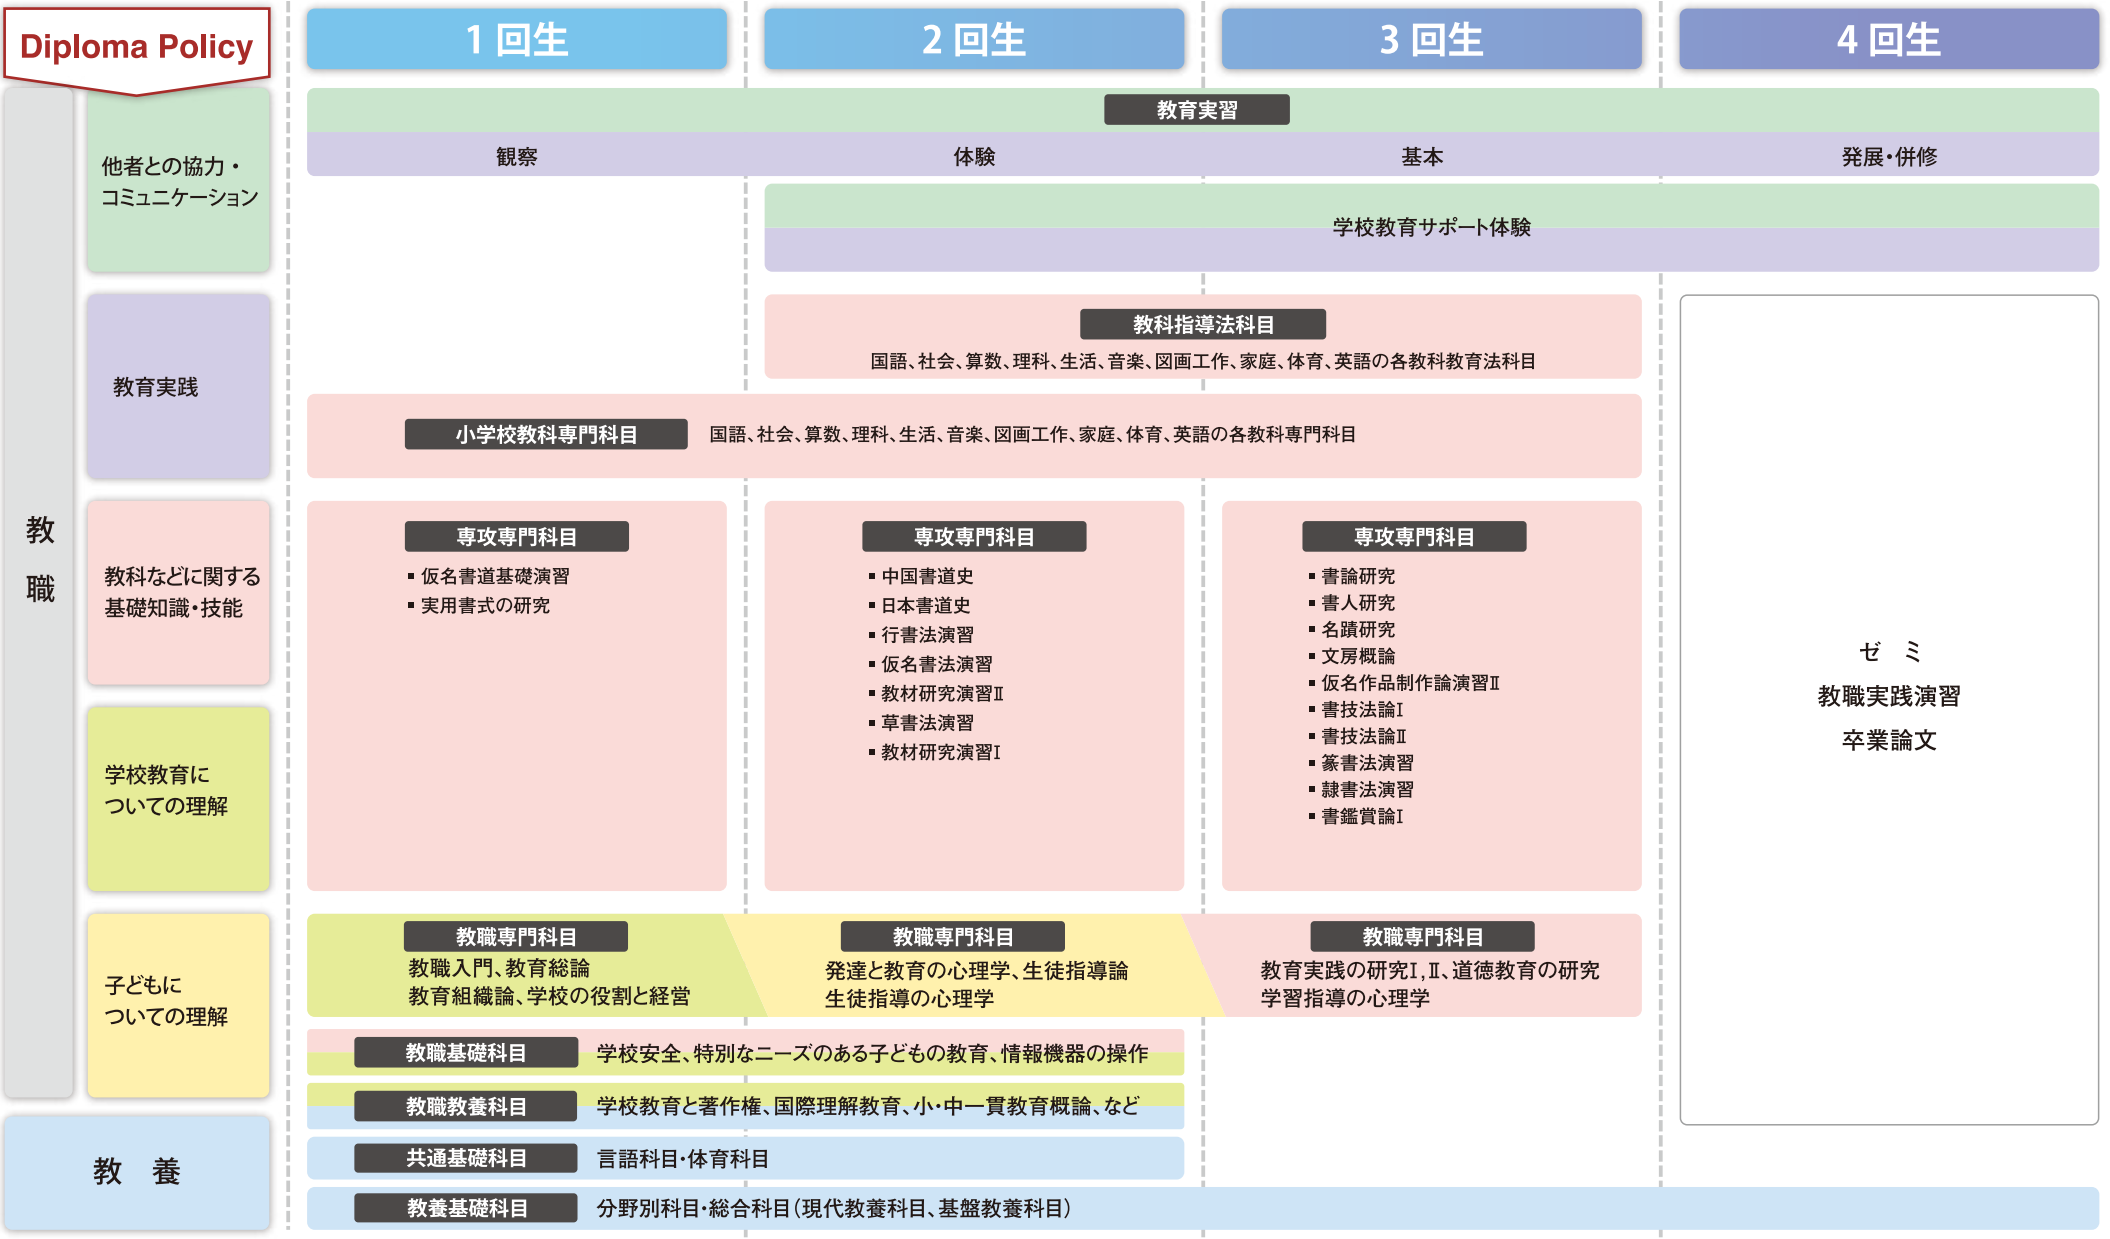 Diploma Policy
1 回生
2 回生
3 回生
4 回生
教職
他者との協力・
コミュニケーション
教育実践
教科などに関する
基礎知識・技能
学校教育に
ついての理解
子どもに
ついての理解
教 養
教育実習
観察
体験
基本
発展・併修
学校教育サポート体験
教科指導法科目
国語、社会、算数、理科、生活、音楽、図画工作、家庭、体育、英語の各教科教育法科目
小学校教科専門科目
国語、社会、算数、理科、生活、音楽、図画工作、家庭、体育、英語の各教科専門科目
専攻専門科目
▪ 仮名書道基礎演習
▪ 実用書式の研究
専攻専門科目
▪ 中国書道史
▪ 日本書道史
▪ 行書法演習
▪ 仮名書法演習
▪ 教材研究演習Ⅱ
▪ 草書法演習
▪ 教材研究演習Ⅰ
専攻専門科目
▪ 書論研究
▪ 書人研究
▪ 名蹟研究
▪ 文房概論
▪ 仮名作品制作論演習Ⅱ
▪ 書技法論Ⅰ
▪ 書技法論Ⅱ
▪ 篆書法演習
▪ 隷書法演習
▪ 書鑑賞論Ⅰ
ゼ ミ
教職実践演習
卒業論文
教職専門科目
教職入門、教育総論
教育組織論、学校の役割と経営
教職専門科目
発達と教育の心理学、生徒指導論
生徒指導の心理学
教職専門科目
教育実践の研究Ⅰ,Ⅱ、道徳教育の研究
学習指導の心理学
教職基礎科目
学校安全、特別なニーズのある子どもの教育、情報機器の操作
教職教養科目
学校教育と著作権、国際理解教育、小・中一貫教育概論、など
共通基礎科目
言語科目・体育科目
教養基礎科目
分野別科目・総合科目（現代教養科目、基盤教養科目）